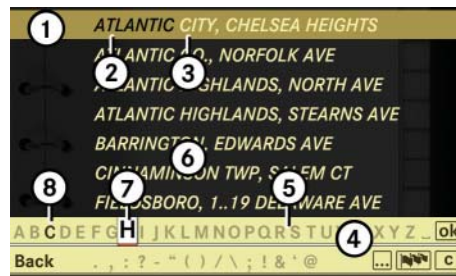 1 ATLANTIC CITY, CHELSEA HEIGHTS
2 3 ATLANTIC CO., NORFOLK AVE
ATLANTIC HIGHLANDS, NORTH AVE
ATLANTIC HIGHLANDS, STEARNS AVE
BARRINGTON, EDWARDS AVE
6
CINNAMINSON TWP, SALEM CT
8 7 5
FIELDSBORO, 1..19 DELAWARE AVE
A B C D E F G H I J K L M N O P Q R S T U 4 X Y Z _ ok
Back . , : ? - " ( ) / \ ; ! & ' @ ... c